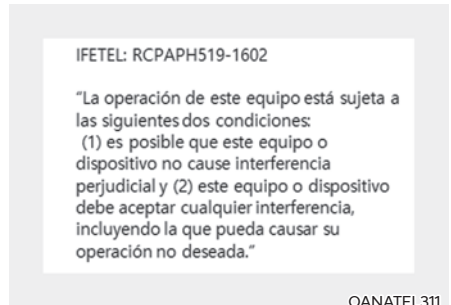 IFETEL: RCPAPH519-1602
“La operación de este equipo está sujeta a
las siguientes dos condiciones:
(1) es posible que este equipo o
dispositivo no cause interferencia
perjudicial y (2) este equipo o dispositivo
debe aceptar cualquier interferencia,
incluyendo la que pueda causar su
operación no deseada.”
OANATEL311